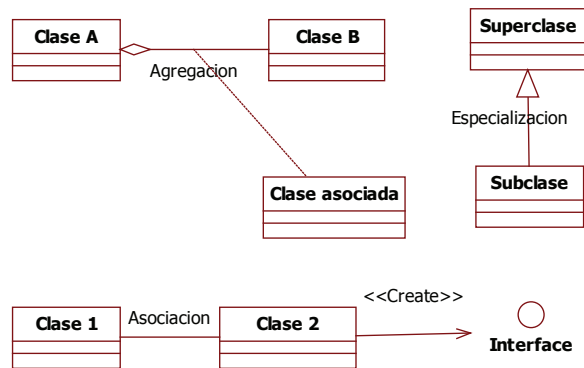 Clase A
Clase B
Superclase
Agregacion
Especializacion
Clase asociada
Subclase
<<Create>>
Clase 1
Asociacion
Clase 2
Interface